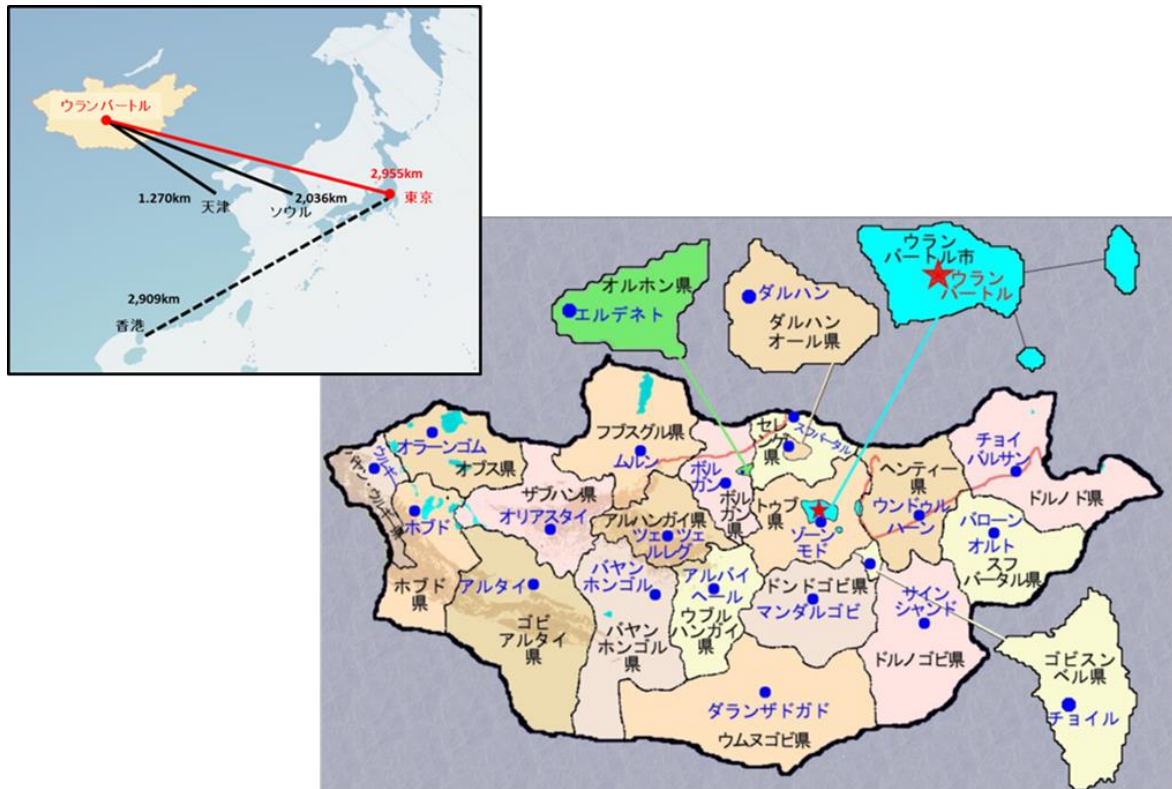 ウランバートル
2,955km
1.270km
天津
2,036km
ソウル
東京
2,909km
香港
オルホン県
エルデネト
ダルハン
ダルハン
オール県
ウラン
バートル市
ウラン
バートル
フブスグル県
ムルン
セレンゲ県
スフバータル
チョイ
バルサン
ドルノド県
オラーンゴム
オブス県
ウルギー
バヤン・ウルギー県
ザブハン県
オリアスタイ
ボルガン
ボルガン県
トゥブ県
ゾーン
モド
ヘンティー県
ウンドゥル
ハーン
バローン
オルト
スフ
バータル県
ホブド
ホブド
県
アルハンガイ県
ツェツェ
ルレグ
アルタイ
ゴビ
アルタイ
県
バヤン
ホンゴル
バヤン
ホンゴル
県
アルバイ
ヘール
ウブル
ハンガイ県
ドンドゴビ県
マンダルゴビ
サイン
シャンド
ドルノゴビ県
ゴビスン
ベル県
チョイル
ダランザドガド
ウムヌゴビ県